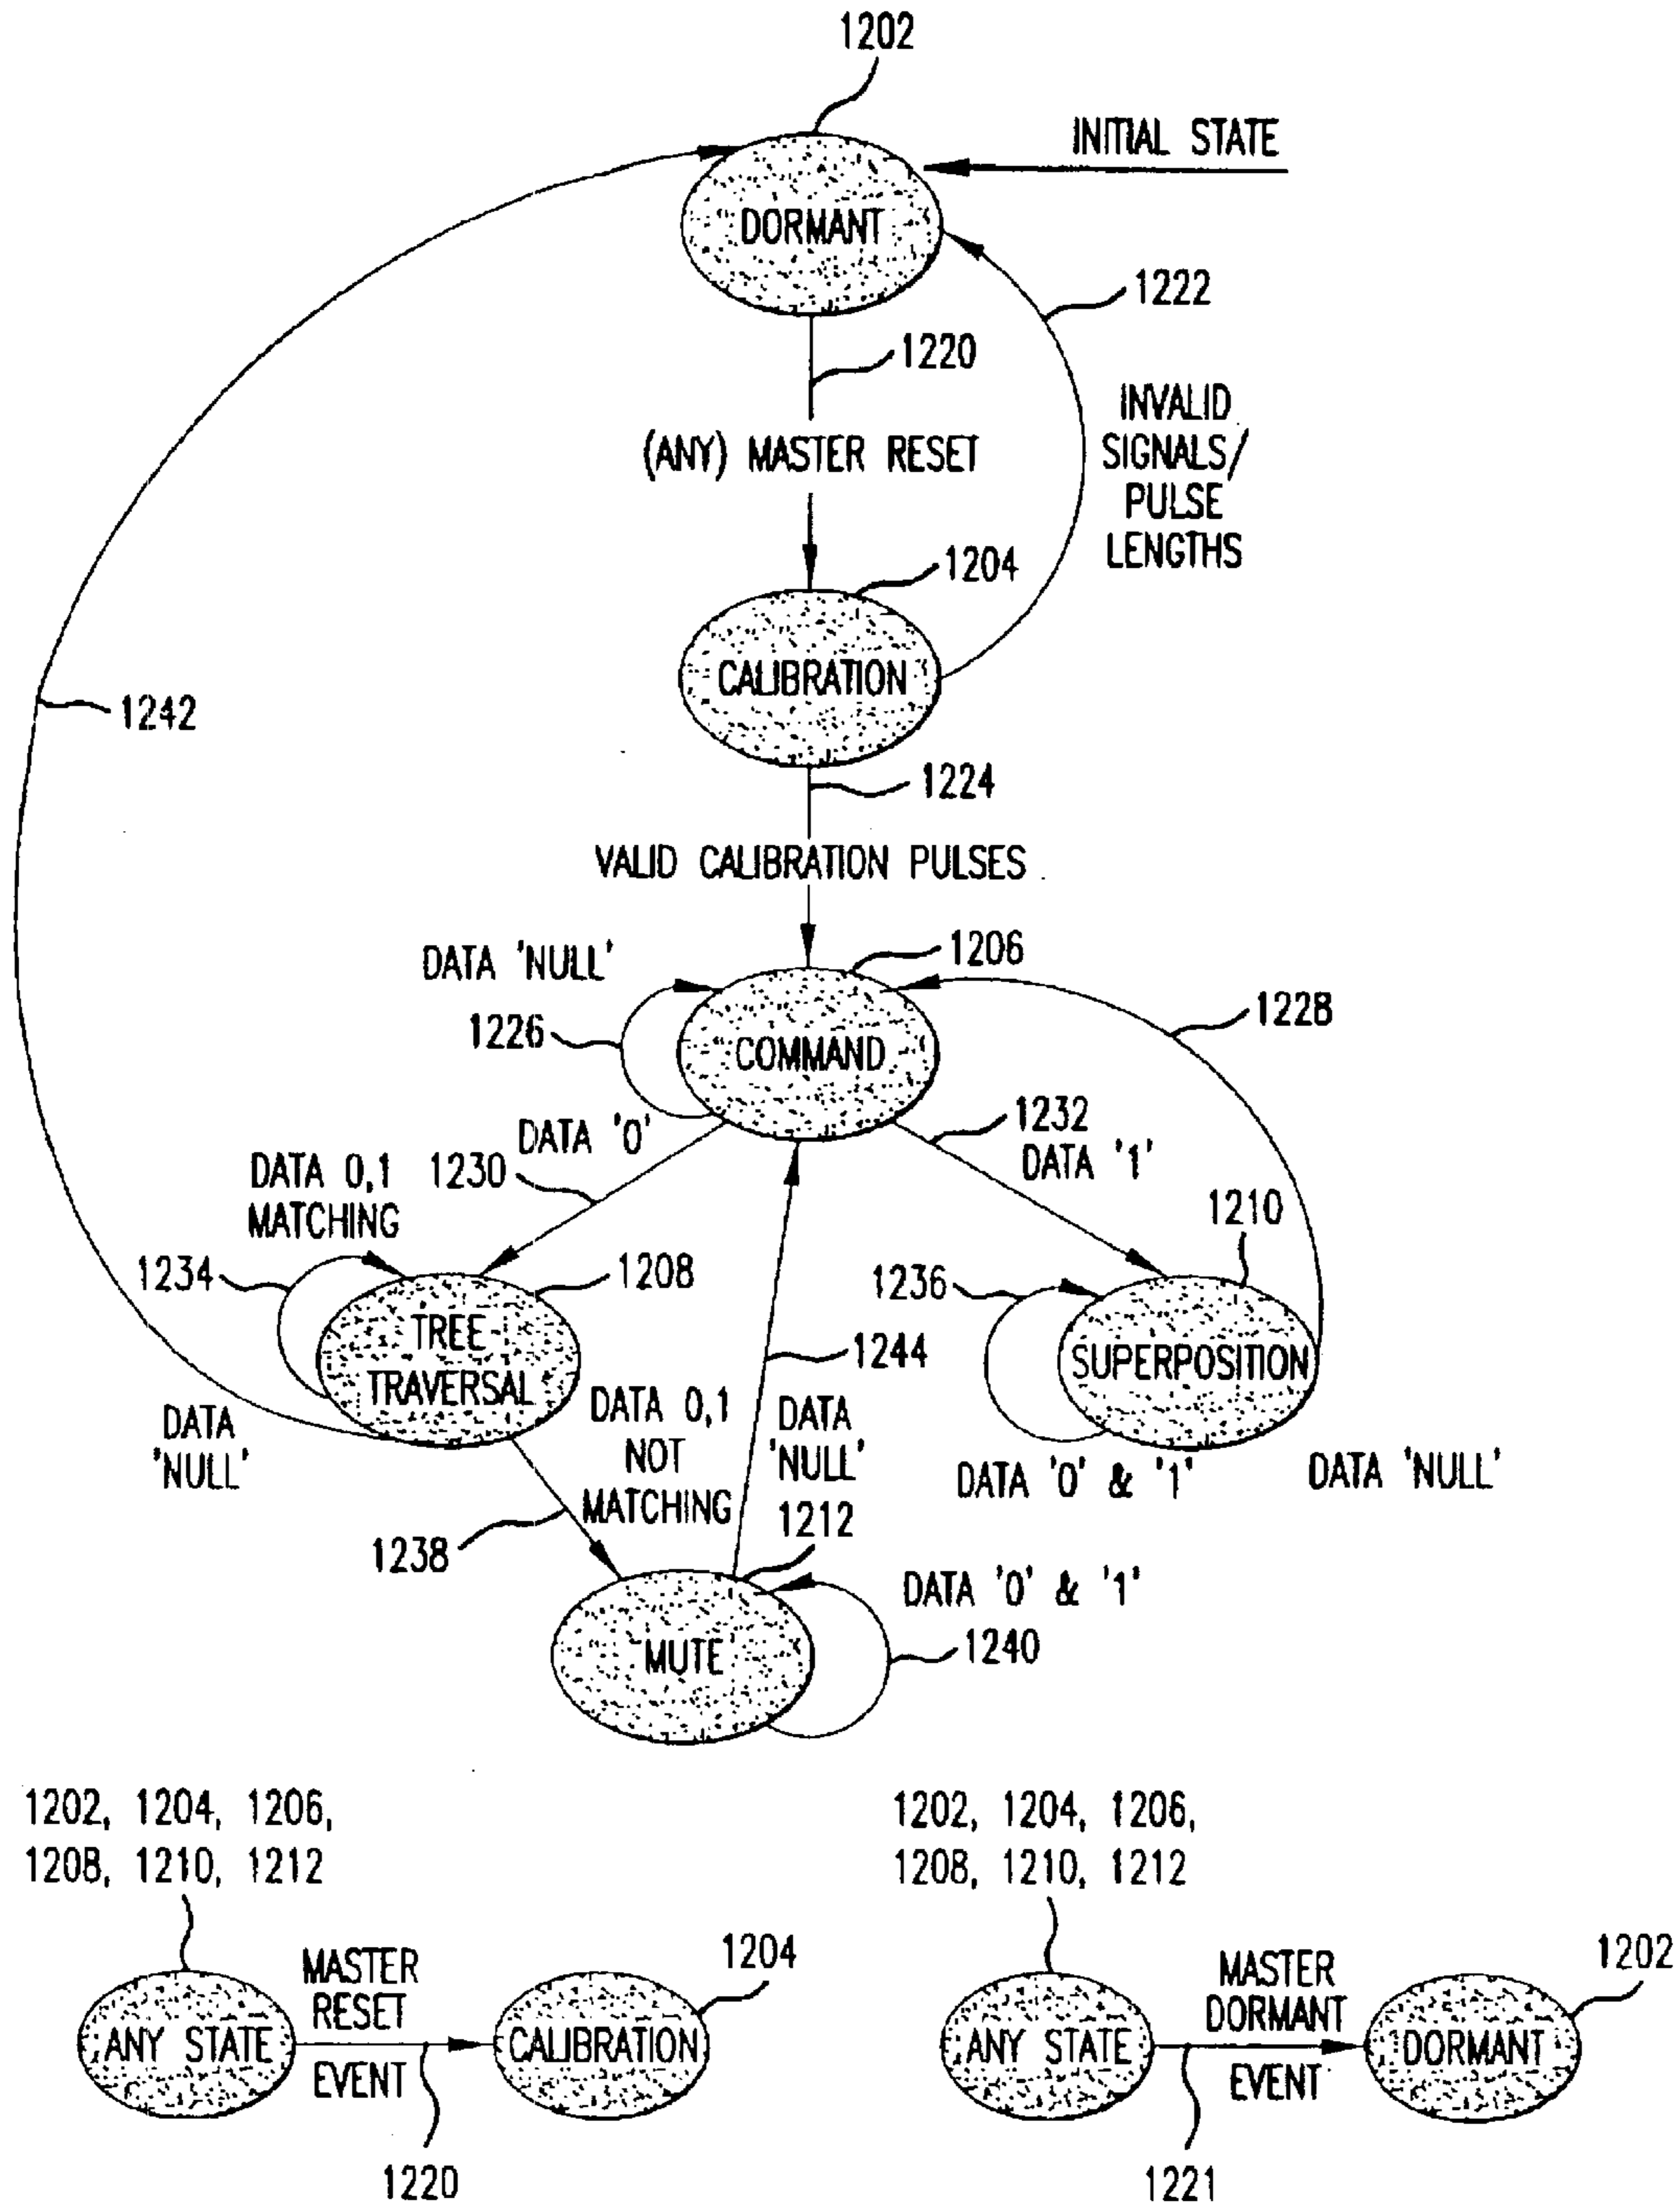 1202
INITIAL STATE
DORMANT
1222
1220
INVALID
SIGNALS/
PULSE
LENGTHS
(ANY) MASTER RESET
1204
CALIBRATION
1242
1224
VALID CALIBRATION PULSES
1206
DATA 'NULL'
1228
1226
COMMAND
1232
DATA '1'
DATA '0'
1230
DATA 0,1
MATCHING
1210
1234
1208
1236
TREE
TRAVERSAL
1244
SUPERPOSITION
DATA
'NULL'
DATA 0,1
NOT
MATCHING
DATA
'NULL'
1212
DATA '0' & '1'
DATA 'NULL'
1238
DATA '0' & '1'
1240
MUTE
1202, 1204, 1206,
1208, 1210, 1212
1202, 1204, 1206,
1208, 1210, 1212
ANY STATE
MASTER
RESET
EVENT
1204
CALIBRATION
1220
ANY STATE
MASTER
DORMANT
EVENT
1202
DORMANT
1221